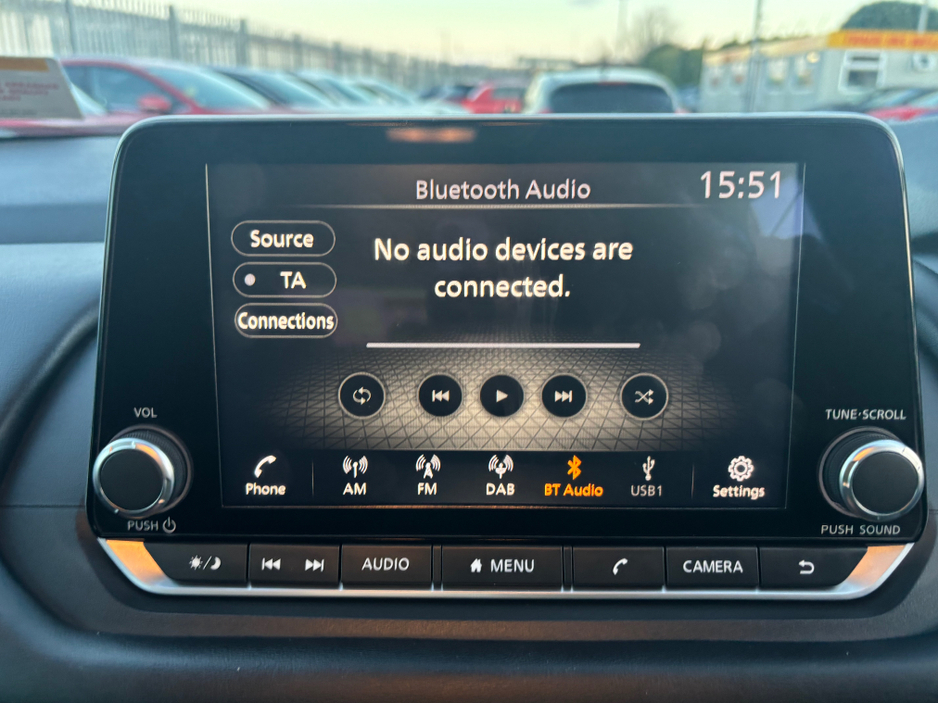 Bluetooth Audio
15:51
Source
TA
Connections
No audio devices are
connected.
VOL
TUNE·SCROLL
Phone
AM
FM
DAB
BT Audio
USB1
Settings
PUSH
PUSH SOUND
AUDIO
MENU
CAMERA